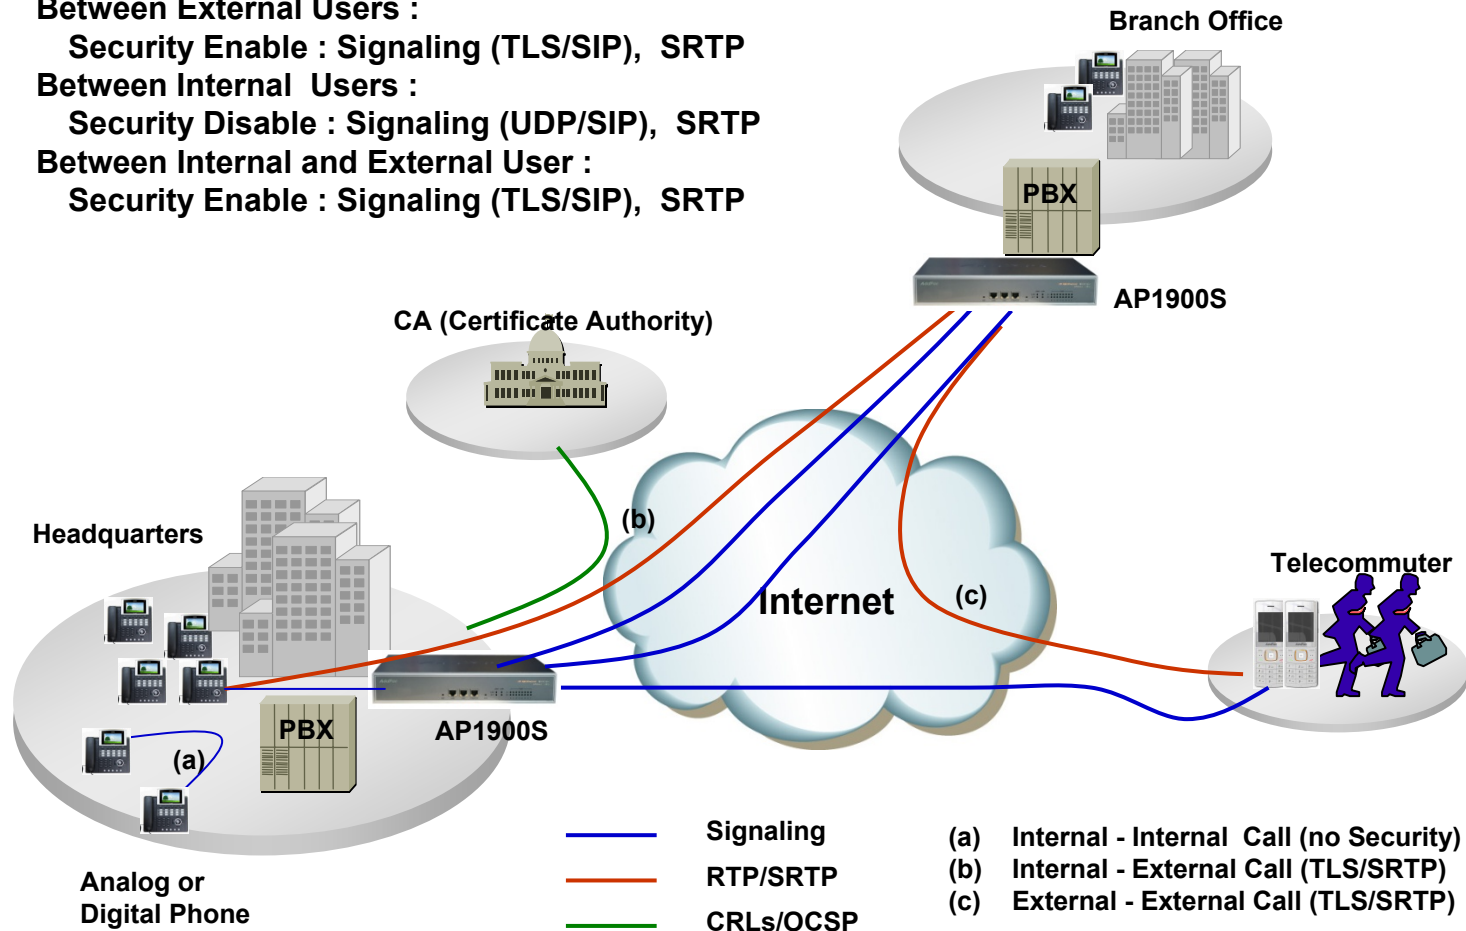 Between External Users :
Security Enable : Signaling (TLS/SIP), SRTP
Between Internal Users :
Security Disable : Signaling (UDP/SIP), SRTP
Between Internal and External User :
Security Enable : Signaling (TLS/SIP), SRTP
Branch Office
PBX
AP1900S
CA (Certificate Authority)
(b)
Headquarters
Internet
(c)
Telecommuter
PBX
AP1900S
(a)
Analog or
Digital Phone
Signaling
RTP/SRTP
CRLs/OCSP
(a) Internal - Internal Call (no Security)
(b) Internal - External Call (TLS/SRTP)
(c) External - External Call (TLS/SRTP)